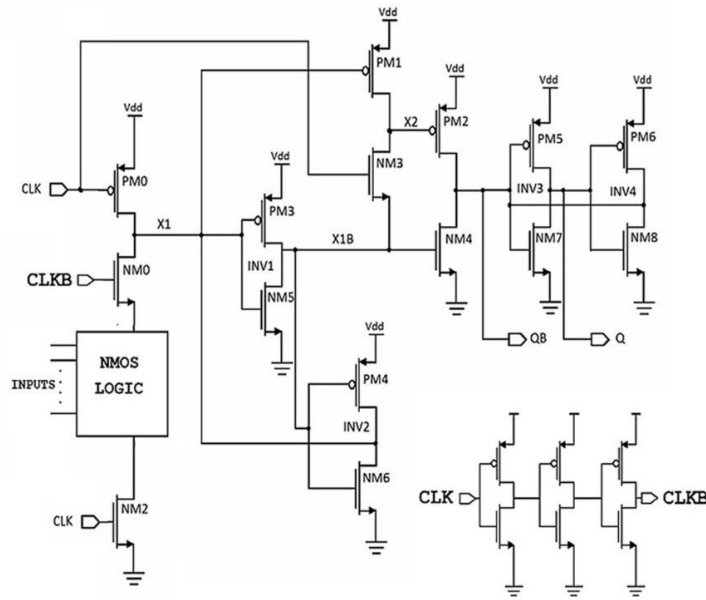 Vdd
PM1
Vdd
X2
PM2
Vdd
PM5
Vdd
PM6
Vdd
CLK
PM0
NM3
Vdd
PM3
X1
X1B
INV3
INV4
NM4
NM7
NM8
CLKB
NM0
INV1
NM5
NMOS
LOGIC
INPUTS
Vdd
PM4
QB
Q
INV2
NM6
CLK
NM2
CLK
CLKB